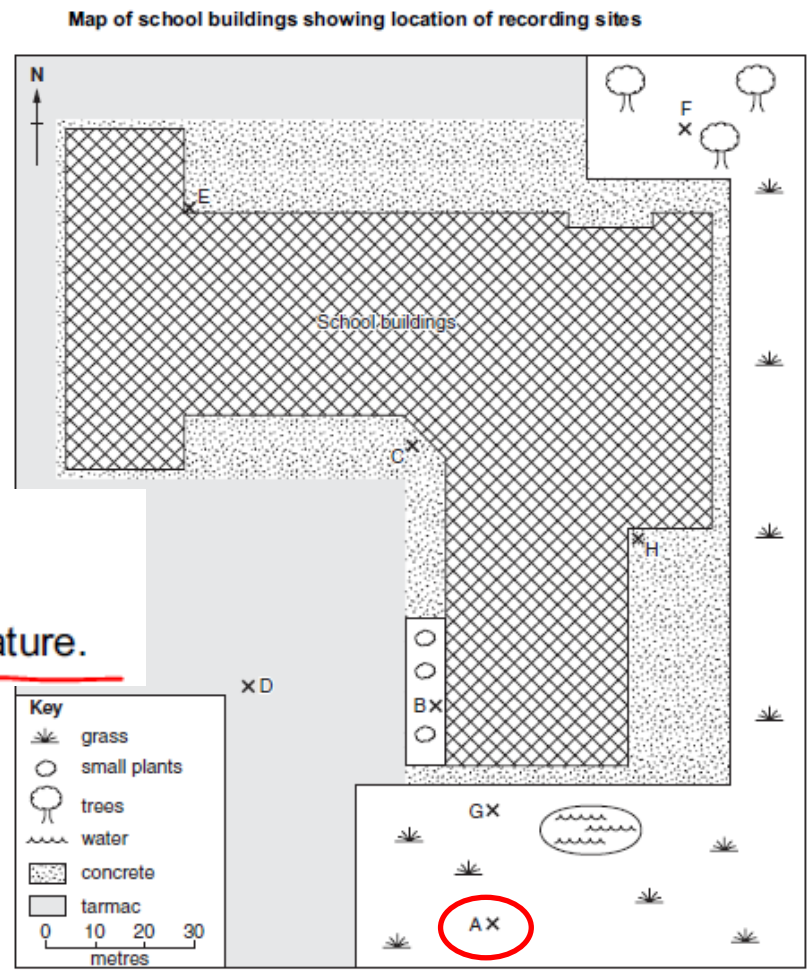 Map of school buildings showing location of recording sites
N
F
E
School buildings
C
H
ature.
D
B
Key
grass
small plants
trees
water
concrete
tarmac
0 10 20 30
metres
G
A